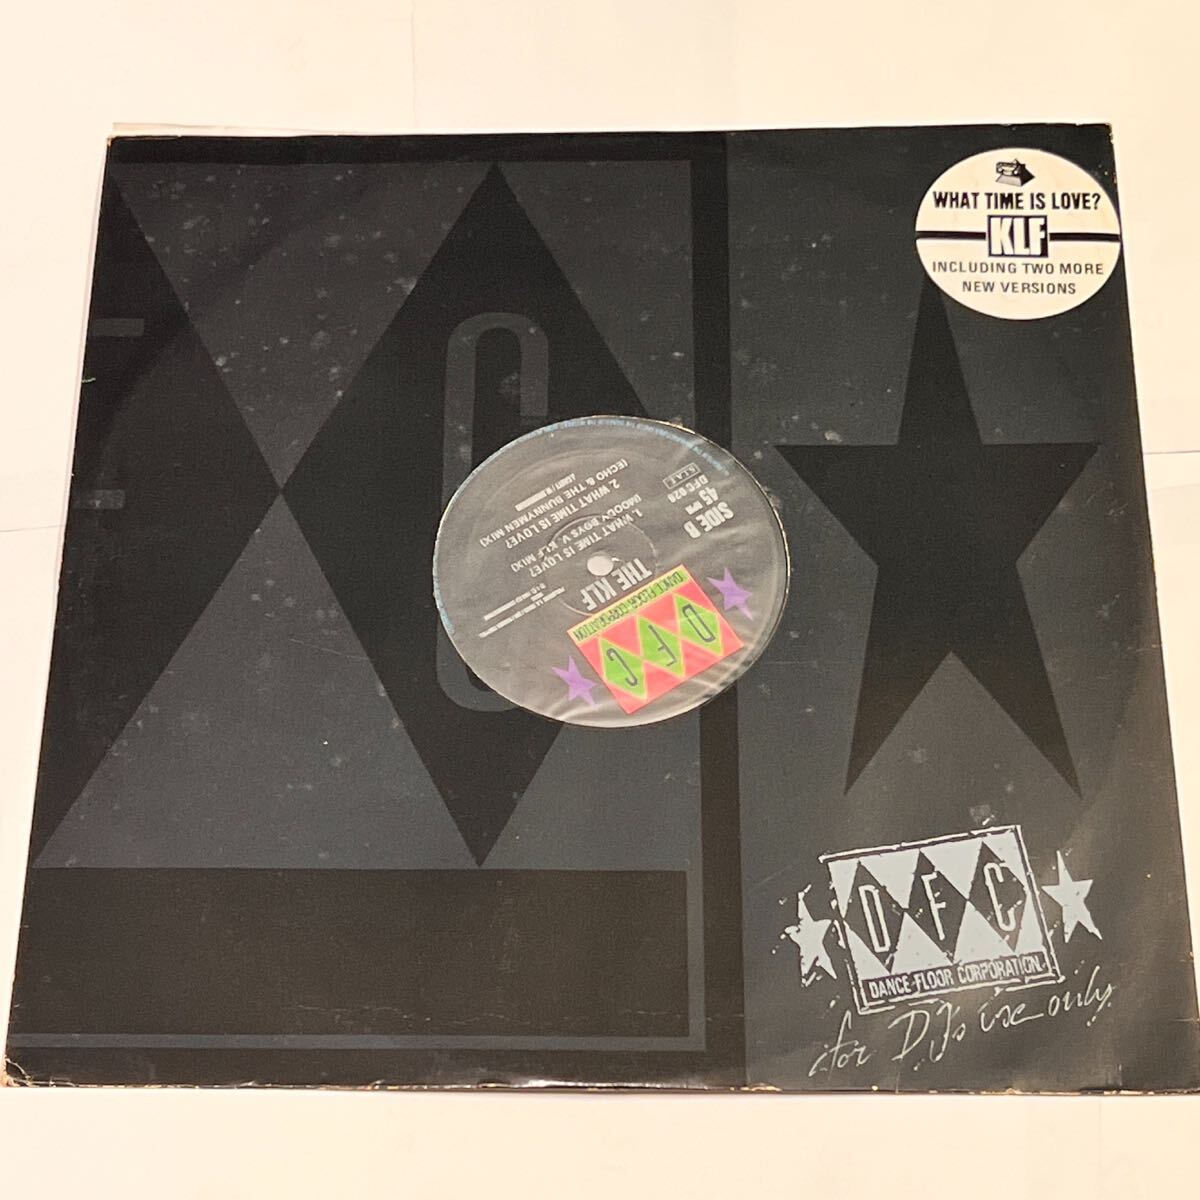 WHAT TIME IS LOVE?
KLF
INCLUDING TWO MORE
NEW VERSIONS
C
DFC
DANCE FLOOR CORPORATION
THE KLF
1. WHAT TIME IS LOVE?
(MOODY BOYS V. KLF MIX)
2. WHAT TIME IS LOVE?
(ECHO & THE BUNNYMEN MIX)
SIDE B
45 RPM
DFC 028
S.I.A.E.
DFC
DANCE FLOOR CORPORATION
for DJs use only